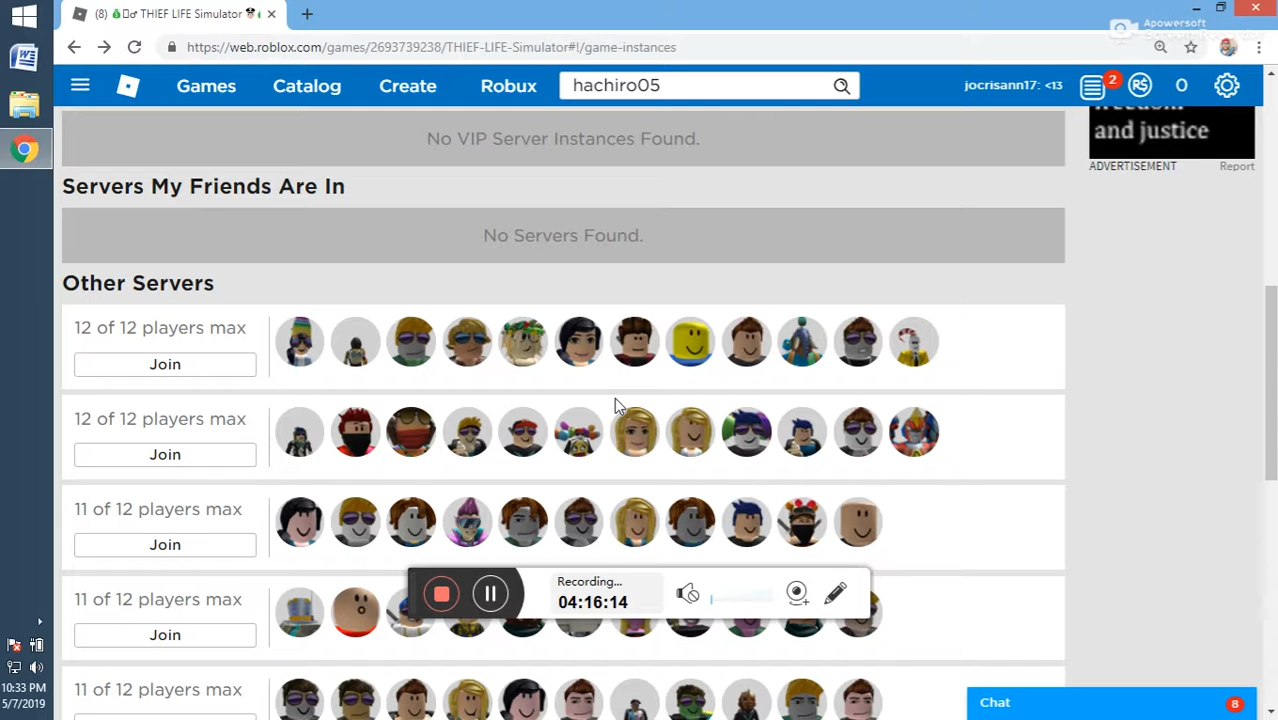 (8) 💰🏃‍♂️ THIEF LIFE Simulator
Apowersoft
Screen Recorder
https://web.roblox.com/games/2693739238/THIEF-LIFE-Simulator#!/game-instances
Games
Catalog
Create
Robux
hachiro05
jocrisann17: <13
2
R$
0
No VIP Server Instances Found.
and justice
ADVERTISEMENT
Report
Servers My Friends Are In
No Servers Found.
Other Servers
12 of 12 players max
Join
12 of 12 players max
Join
11 of 12 players max
Join
Recording...
04:16:14
11 of 12 players max
Join
11 of 12 players max
10:33 PM
5/7/2019
Chat
8